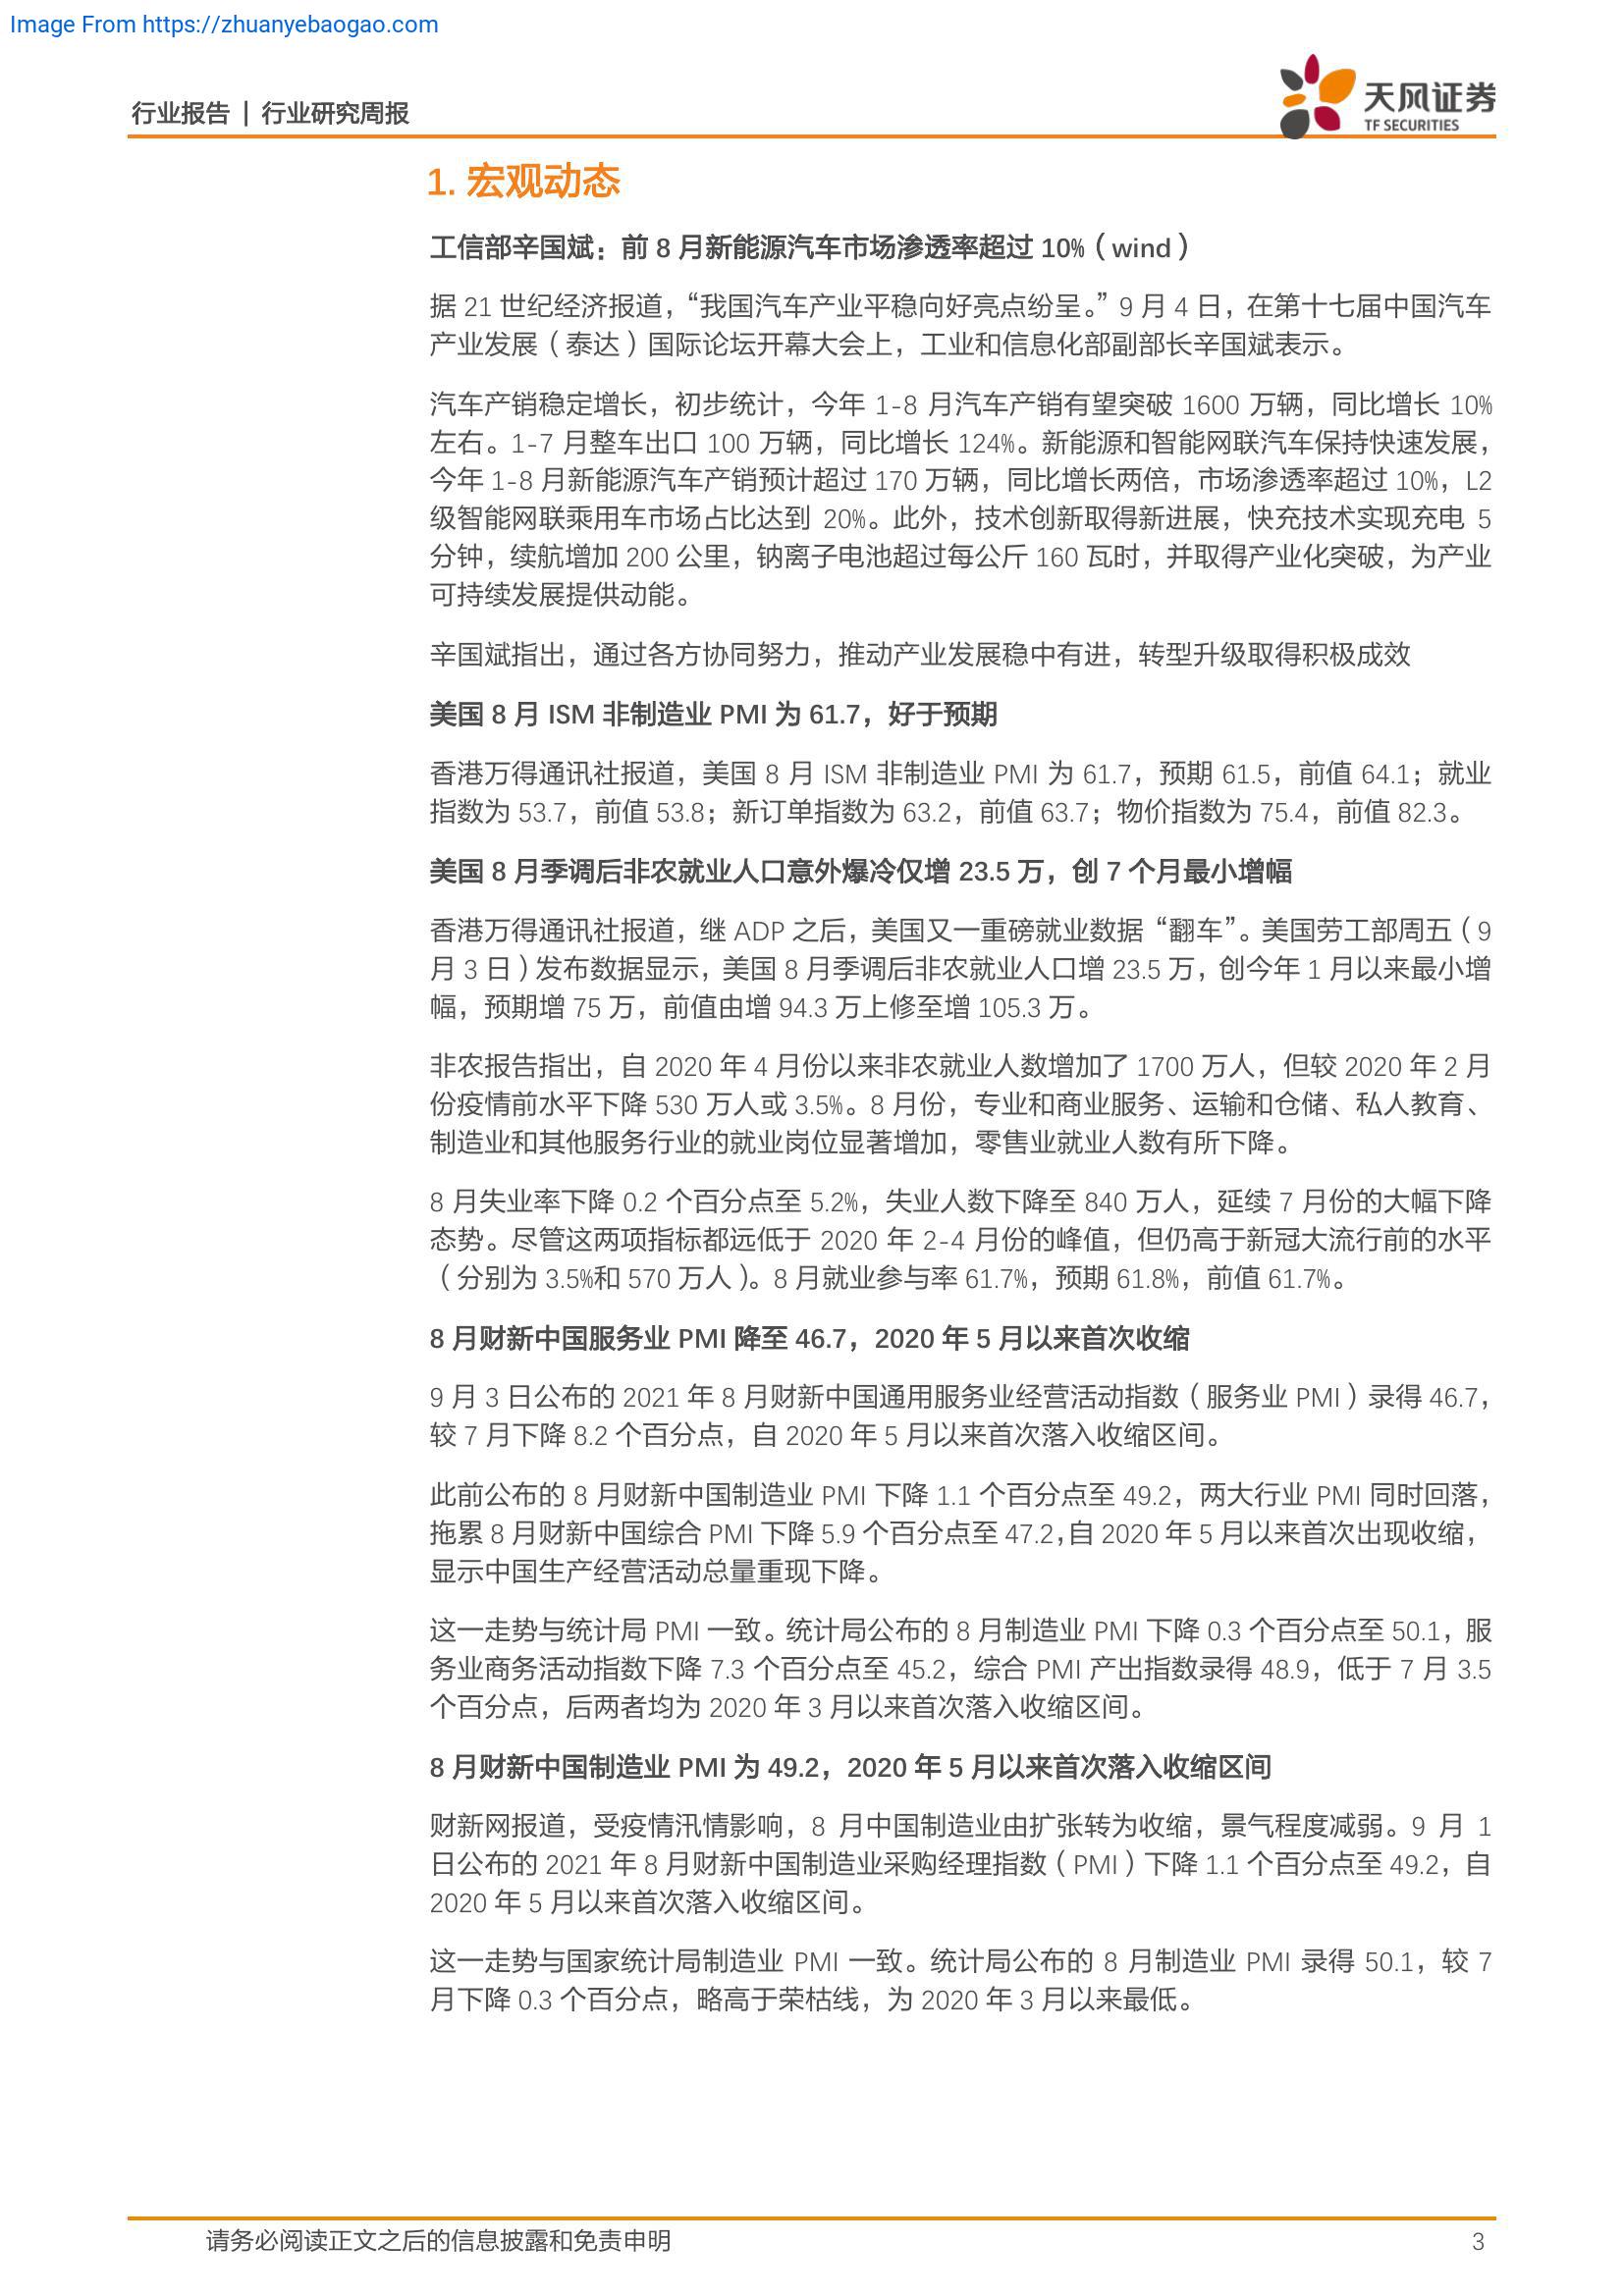 Image From https://zhuanyebaogao.com
行业报告 | 行业研究周报
天风证券
TF SECURITIES
1. 宏观动态
工信部辛国斌：前 8 月新能源汽车市场渗透率超过 10%（wind）
据 21 世纪经济报道，“我国汽车产业平稳向好亮点纷呈。”9 月 4 日，在第十七届中国汽车
产业发展（泰达）国际论坛开幕大会上，工业和信息化部副部长辛国斌表示。
汽车产销稳定增长，初步统计，今年 1-8 月汽车产销有望突破 1600 万辆，同比增长 10%
左右。1-7 月整车出口 100 万辆，同比增长 124%。新能源和智能网联汽车保持快速发展，
今年 1-8 月新能源汽车产销预计超过 170 万辆，同比增长两倍，市场渗透率超过 10%，L2
级智能网联乘用车市场占比达到 20%。此外，技术创新取得新进展，快充技术实现充电 5
分钟，续航增加 200 公里，钠离子电池超过每公斤 160 瓦时，并取得产业化突破，为产业
可持续发展提供动能。
辛国斌指出，通过各方协同努力，推动产业发展稳中有进，转型升级取得积极成效
美国 8 月 ISM 非制造业 PMI 为 61.7，好于预期
香港万得通讯社报道，美国 8 月 ISM 非制造业 PMI 为 61.7，预期 61.5，前值 64.1；就业
指数为 53.7，前值 53.8；新订单指数为 63.2，前值 63.7；物价指数为 75.4，前值 82.3。
美国 8 月季调后非农就业人口意外爆冷仅增 23.5 万，创 7 个月最小增幅
香港万得通讯社报道，继 ADP 之后，美国又一重磅就业数据“翻车”。美国劳工部周五（9
月 3 日）发布数据显示，美国 8 月季调后非农就业人口增 23.5 万，创今年 1 月以来最小增
幅，预期增 75 万，前值由增 94.3 万上修至增 105.3 万。
非农报告指出，自 2020 年 4 月份以来非农就业人数增加了 1700 万人，但较 2020 年 2 月
份疫情前水平下降 530 万人或 3.5%。8 月份，专业和商业服务、运输和仓储、私人教育、
制造业和其他服务行业的就业岗位显著增加，零售业就业人数有所下降。
8 月失业率下降 0.2 个百分点至 5.2%，失业人数下降至 840 万人，延续 7 月份的大幅下降
态势。尽管这两项指标都远低于 2020 年 2-4 月份的峰值，但仍高于新冠大流行前的水平
（分别为 3.5%和 570 万人）。8 月就业参与率 61.7%，预期 61.8%，前值 61.7%。
8 月财新中国服务业 PMI 降至 46.7，2020 年 5 月以来首次收缩
9 月 3 日公布的 2021 年 8 月财新中国通用服务业经营活动指数（服务业 PMI）录得 46.7，
较 7 月下降 8.2 个百分点，自 2020 年 5 月以来首次落入收缩区间。
此前公布的 8 月财新中国制造业 PMI 下降 1.1 个百分点至 49.2，两大行业 PMI 同时回落，
拖累 8 月财新中国综合 PMI 下降 5.9 个百分点至 47.2，自 2020 年 5 月以来首次出现收缩，
显示中国生产经营活动总量重现下降。
这一走势与统计局 PMI 一致。统计局公布的 8 月制造业 PMI 下降 0.3 个百分点至 50.1，服
务业商务活动指数下降 7.3 个百分点至 45.2，综合 PMI 产出指数录得 48.9，低于 7 月 3.5
个百分点，后两者均为 2020 年 3 月以来首次落入收缩区间。
8 月财新中国制造业 PMI 为 49.2，2020 年 5 月以来首次落入收缩区间
财新网报道，受疫情汛情影响，8 月中国制造业由扩张转为收缩，景气程度减弱。9 月 1
日公布的 2021 年 8 月财新中国制造业采购经理指数（PMI）下降 1.1 个百分点至 49.2，自
2020 年 5 月以来首次落入收缩区间。
这一走势与国家统计局制造业 PMI 一致。统计局公布的 8 月制造业 PMI 录得 50.1，较 7
月下降 0.3 个百分点，略高于荣枯线，为 2020 年 3 月以来最低。
请务必阅读正文之后的信息披露和免责申明
3